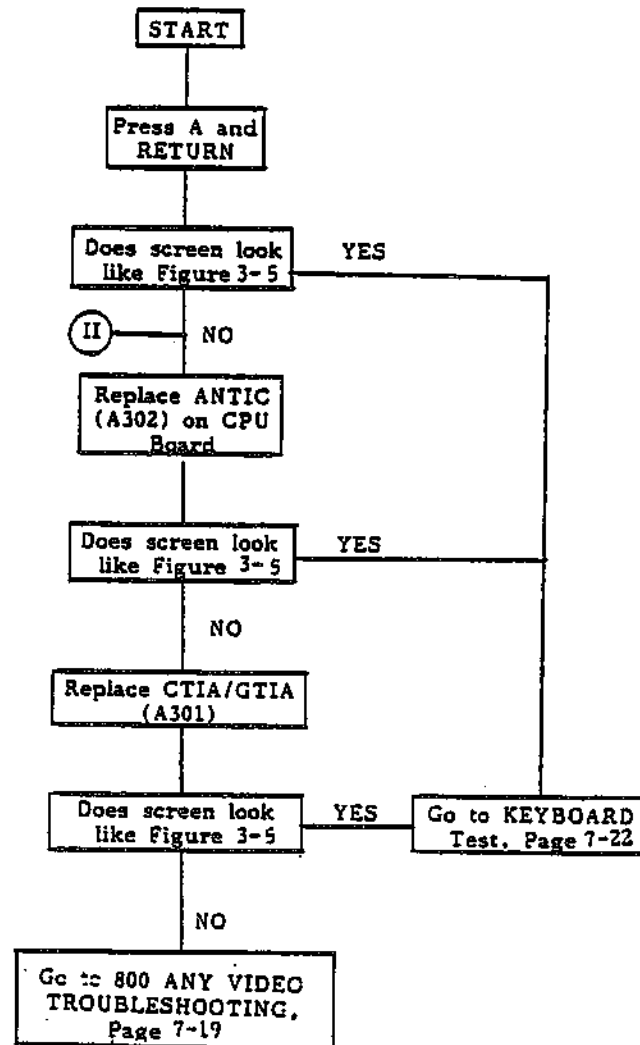 START
Press A and
RETURN
Does screen look
like Figure 3-5
YES
II
NO
Replace ANTIC
(A302) on CPU
Board
Does screen look
like Figure 3-5
YES
NO
Replace CTIA/GTIA
(A301)
Does screen look
like Figure 3-5
YES
Go to KEYBOARD
Test, Page 7-22
NO
Go to 800 ANY VIDEO
TROUBLESHOOTING,
Page 7-19